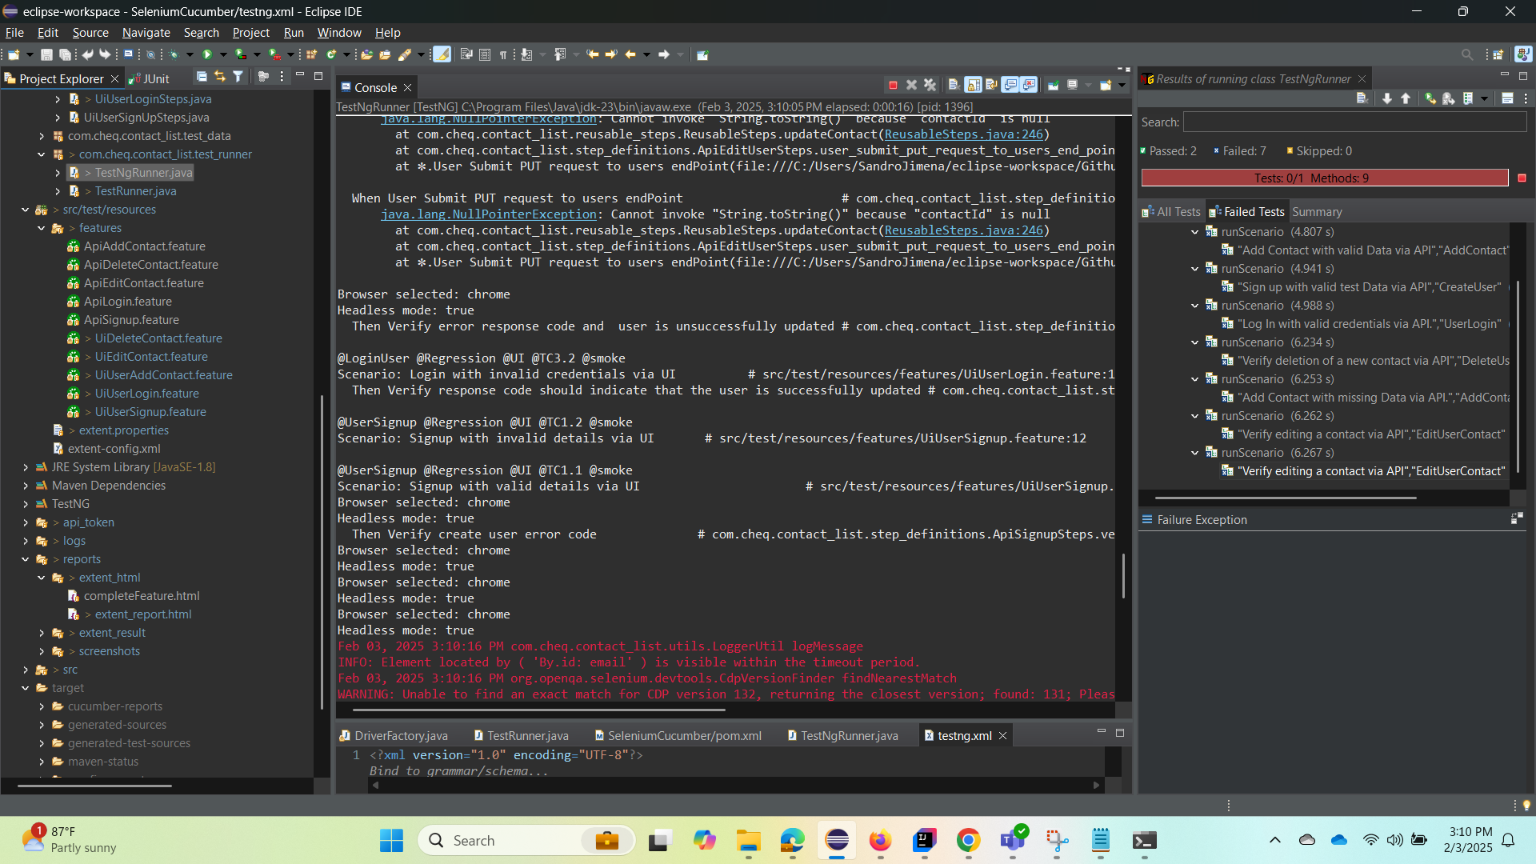 eclipse-workspace - SeleniumCucumber/testng.xml - Eclipse IDE
File Edit Source Navigate Search Project Run Window Help
Project Explorer
JUnit
> UiUserLoginSteps.java
> UiUserSignUpSteps.java
com.cheq.contact_list.test_data
> com.cheq.contact_list.test_runner
> TestNgRunner.java
> TestRunner.java
> src/test/resources
> features
ApiAddContact.feature
ApiDeleteContact.feature
ApiEditContact.feature
ApiLogin.feature
ApiSignup.feature
> UiDeleteContact.feature
> UiEditContact.feature
> UiUserAddContact.feature
> UiUserLogin.feature
> UiUserSignup.feature
> extent.properties
extent-config.xml
JRE System Library [JavaSE-1.8]
Maven Dependencies
TestNG
> api_token
> logs
> reports
> extent_html
completeFeature.html
> extent_report.html
> extent_result
> screenshots
> src
target
cucumber-reports
generated-sources
generated-test-sources
maven-status
Console
TestNgRunner [TestNG] C:\Program Files\Java\jdk-23\bin\javaw.exe (Feb 3, 2025, 3:10:05 PM elapsed: 0:00:16) [pid: 1396]
java.lang.NullPointerException: Cannot invoke "String.toString()" because "contactId" is null
at com.cheq.contact_list.reusable_steps.ReusableSteps.updateContact(ReusableSteps.java:246)
at com.cheq.contact_list.step_definitions.ApiEditUserSteps.user_submit_put_request_to_users_end_poin
at ✽.User Submit PUT request to users endPoint(file:///C:/Users/SandroJimena/eclipse-workspace/Githu
When User Submit PUT request to users endPoint # com.cheq.contact_list.step_definitio
java.lang.NullPointerException: Cannot invoke "String.toString()" because "contactId" is null
at com.cheq.contact_list.reusable_steps.ReusableSteps.updateContact(ReusableSteps.java:246)
at com.cheq.contact_list.step_definitions.ApiEditUserSteps.user_submit_put_request_to_users_end_poin
at ✽.User Submit PUT request to users endPoint(file:///C:/Users/SandroJimena/eclipse-workspace/Githu
Browser selected: chrome
Headless mode: true
Then Verify error response code and  user is unsuccessfully updated # com.cheq.contact_list.step_definitio
@LoginUser @Regression @UI @TC3.2 @smoke
Scenario: Login with invalid credentials via UI # src/test/resources/features/UiUserLogin.feature:1
Then Verify response code should indicate that the user is successfully updated # com.cheq.contact_list.st
@UserSignup @Regression @UI @TC1.2 @smoke
Scenario: Signup with invalid details via UI # src/test/resources/features/UiUserSignup.feature:12
@UserSignup @Regression @UI @TC1.1 @smoke
Scenario: Signup with valid details via UI # src/test/resources/features/UiUserSignup.
Browser selected: chrome
Headless mode: true
Then Verify create user error code # com.cheq.contact_list.step_definitions.ApiSignupSteps.ve
Browser selected: chrome
Headless mode: true
Browser selected: chrome
Headless mode: true
Browser selected: chrome
Headless mode: true
Feb 03, 2025 3:10:16 PM com.cheq.contact_list.utils.LoggerUtil logMessage
INFO: Element located by ( 'By.id: email' ) is visible within the timeout period.
Feb 03, 2025 3:10:16 PM org.openqa.selenium.devtools.CdpVersionFinder findNearestMatch
WARNING: Unable to find an exact match for CDP version 132, returning the closest version; found: 131; Pleas
DriverFactory.java TestRunner.java SeleniumCucumber/pom.xml TestNgRunner.java testng.xml
1 <?xml version="1.0" encoding="UTF-8"?>
Bind to grammar/schema...
Results of running class TestNgRunner
Search:
Passed: 2 Failed: 7 Skipped: 0
Tests: 0/1 Methods: 9
All Tests Failed Tests Summary
runScenario (4.807 s)
"Add Contact with valid Data via API","AddContact"
runScenario (4.941 s)
"Sign up with valid test Data via API","CreateUser"
runScenario (4.988 s)
"Log In with valid credentials via API.","UserLogin"
runScenario (6.234 s)
"Verify deletion of a new contact via API","DeleteUs
runScenario (6.253 s)
"Add Contact with missing Data via API.","AddConta
runScenario (6.262 s)
"Verify editing a contact via API","EditUserContact"
runScenario (6.267 s)
"Verify editing a contact via API","EditUserContact"
Failure Exception
1
87°F
Partly sunny
Search
3:10 PM
2/3/2025